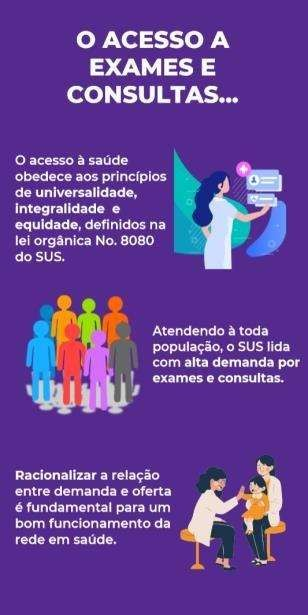 O ACESSO A
EXAMES E
CONSULTAS...
O acesso à saúde
obedece aos princípios
de universalidade,
integralidade e
equidade, definidos na
lei orgânica No. 8080
do SUS.
Atendendo à toda
população, o SUS lida
com alta demanda por
exames e consultas.
Racionalizar a relação
entre demanda e oferta
é fundamental para um
bom funcionamento da
rede em saúde.